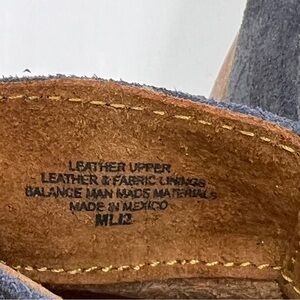 LEATHER UPPER
LEATHER & FABRIC LININGS
BALANCE MAN MADE MATERIALS
MADE IN MEXICO
ML12